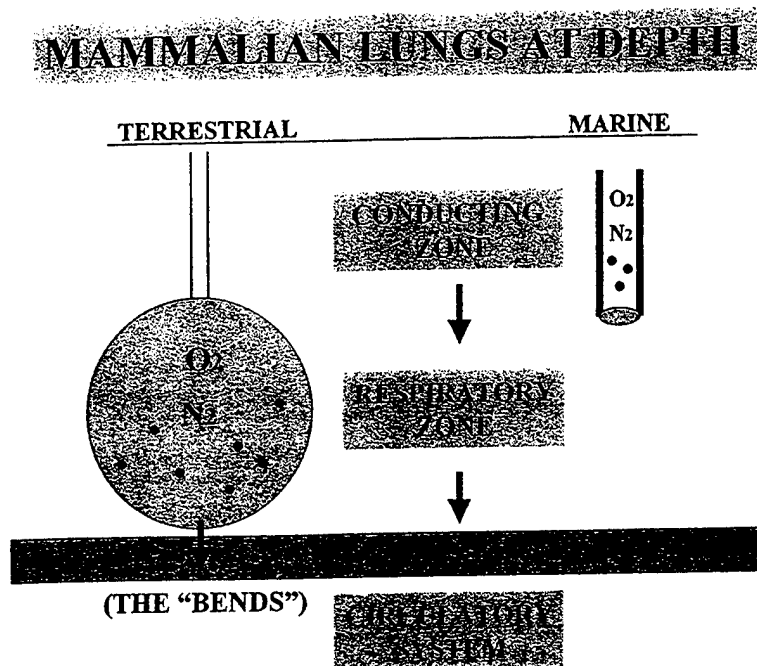 MAMMALIAN LUNGS AT DEPTH
TERRESTRIAL
MARINE
CONDUCTING
ZONE
O2
N2
O2
N2
RESPIRATORY
ZONE
(THE “BENDS”)
CIRCULATORY
SYSTEM